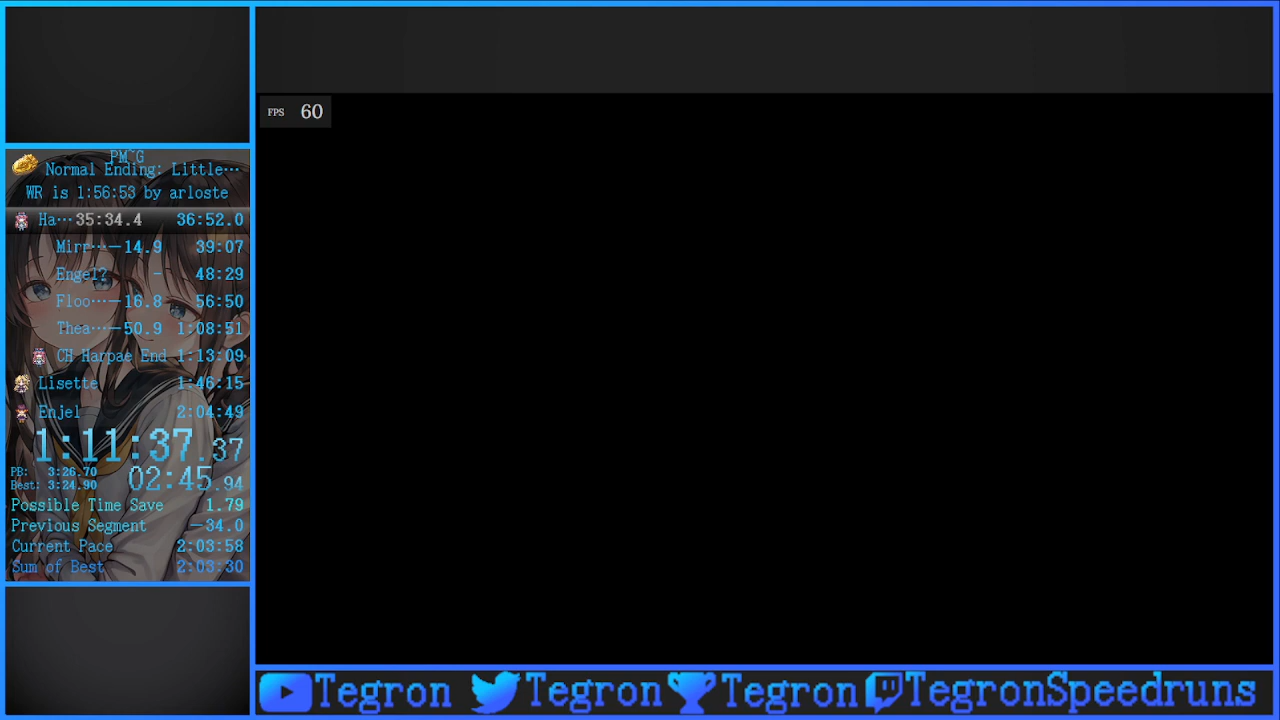 FPS 60
PM~G
Normal Ending: Little…
WR is 1:56:53 by arloste
Ha… 35:34.4 36:52.0
Mirr… −14.9 39:07
Engel? - 48:29
Floo… −16.8 56:50
Thea… −50.9 1:08:51
CH Harpae End 1:13:09
Lisette 1:46:15
Enjel 2:04:49
1:11:37.37
PB: 3:26.70
Best: 3:24.90
02:45.94
Possible Time Save 1.79
Previous Segment −34.0
Current Pace 2:03:58
Sum of Best 2:03:30
Tegron Tegron Tegron TegronSpeedruns